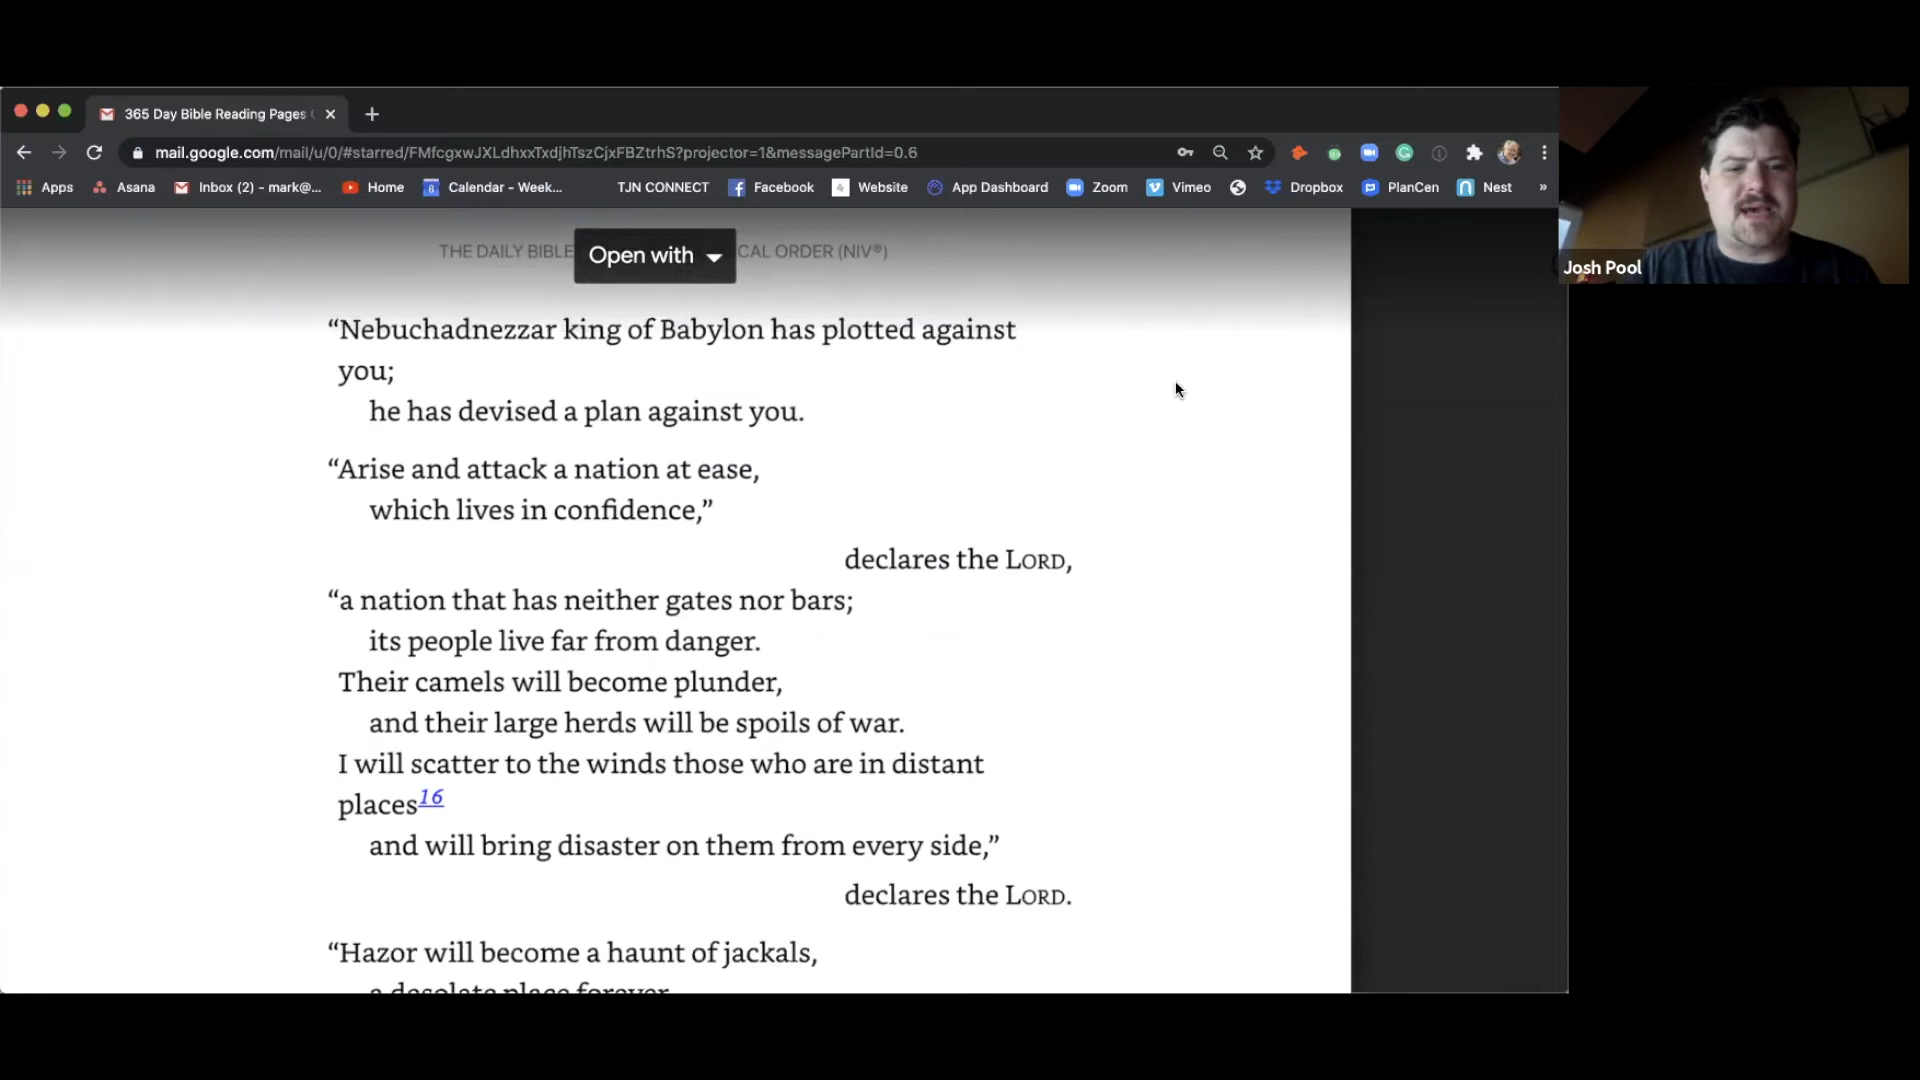 365 Day Bible Reading Pages
mail.google.com/mail/u/0/#starred/FMfcgxwJXLdhxxTxdjhTszCjxFBZtrhS?projector=1&messagePartId=0.6
Apps Asana Inbox (2) - mark@... Home Calendar - Week... TJN CONNECT Facebook Website App Dashboard Zoom Vimeo Dropbox PlanCen Nest »
THE DAILY BIBLE Open with CAL ORDER (NIV®)
Josh Pool
“Nebuchadnezzar king of Babylon has plotted against
you;
he has devised a plan against you.
“Arise and attack a nation at ease,
which lives in confidence,”
declares the LORD,
“a nation that has neither gates nor bars;
its people live far from danger.
Their camels will become plunder,
and their large herds will be spoils of war.
I will scatter to the winds those who are in distant
places16
and will bring disaster on them from every side,”
declares the LORD.
“Hazor will become a haunt of jackals,
a desolate place forever